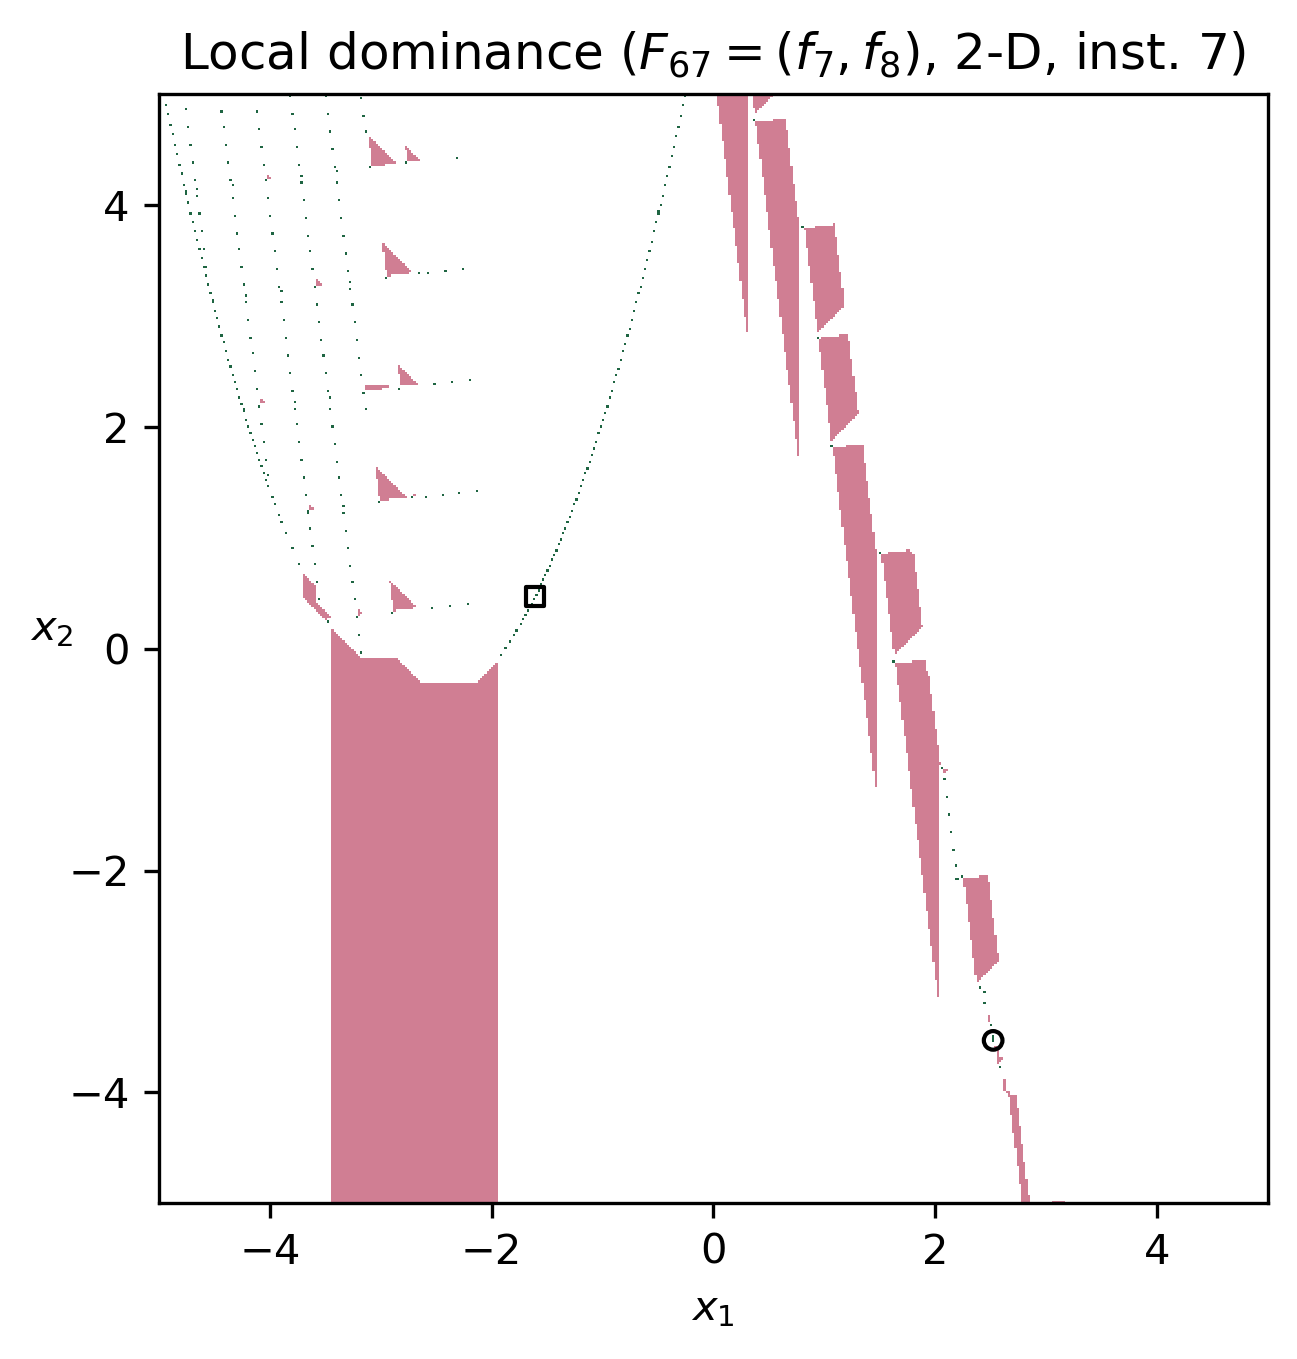 Local dominance (F₆₇ = (f₇, f₈), 2-D, inst. 7)
4
2
0
−2
−4
x₂
−4 −2 0 2 4
x₁